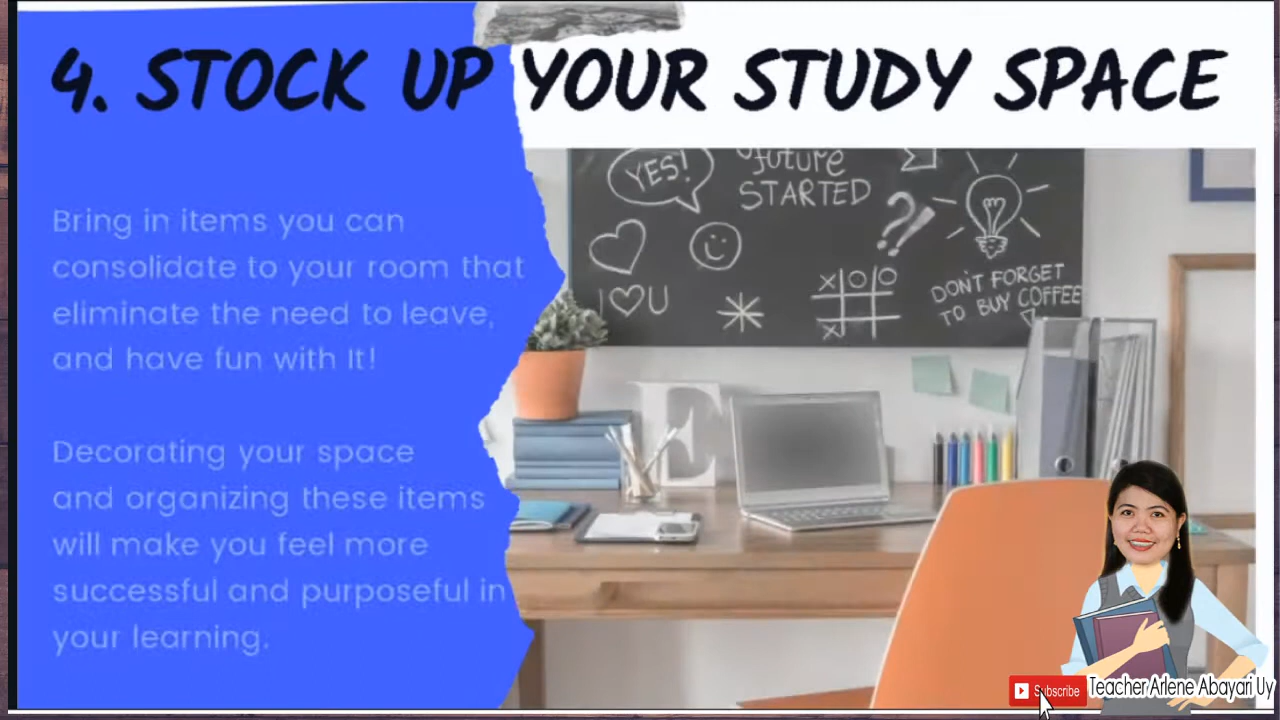 4. STOCK UP YOUR STUDY SPACE
Bring in items you can
consolidate to your room that
eliminate the need to leave,
and have fun with It!
Decorating your space
and organizing these items
will make you feel more
successful and purposeful in
your learning.
YES!
future
STARTED
I U
X O O
X
DON'T FORGET
TO BUY COFFEE
E
Subscribe
Teacher Arlene Abayari Uy